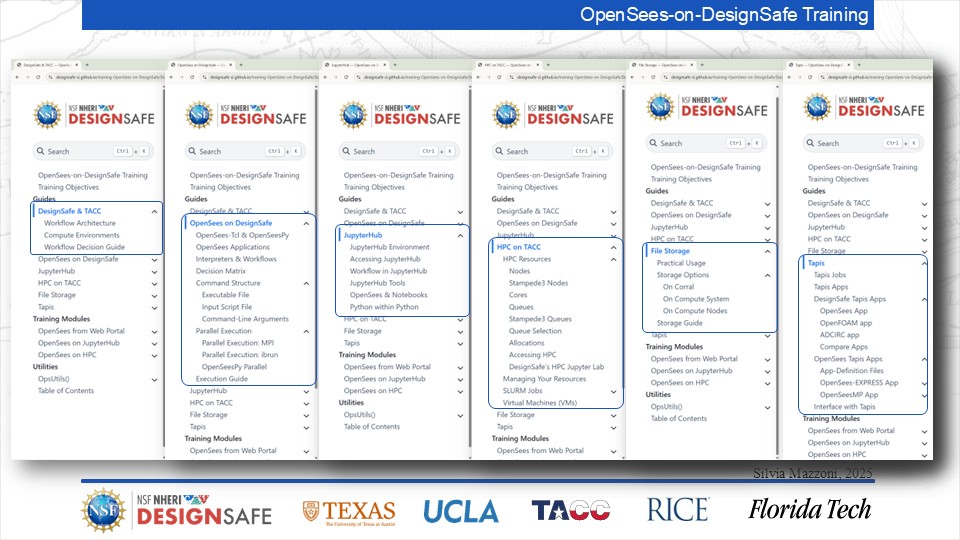 OpenSees-on-DesignSafe Training
DesignSafe & TACC — OpenSees
designsafe-ci.github.io/training-OpenSees-on-DesignSafe
NSF NHERI
DESIGNSAFE
Search Ctrl + K
OpenSees-on-DesignSafe Training
Training Objectives
Guides
DesignSafe & TACC
Workflow Architecture
Compute Environments
Workflow Decision Guide
OpenSees on DesignSafe
JupyterHub
HPC on TACC
File Storage
Tapis
Training Modules
OpenSees from Web Portal
OpenSees on JupyterHub
OpenSees on HPC
Utilities
OpsUtils()
Table of Contents
OpenSees on DesignSafe
designsafe-ci.github.io/training-OpenSees-on-DesignSafe
NSF NHERI
DESIGNSAFE
Search Ctrl + K
OpenSees-on-DesignSafe Training
Training Objectives
Guides
DesignSafe & TACC
OpenSees on DesignSafe
OpenSees-Tcl & OpenSeesPy
OpenSees Applications
Interpreters & Workflows
Decision Matrix
Command Structure
Executable File
Input Script File
Command-Line Arguments
Parallel Execution
Parallel Execution: MPI
Parallel Execution: ibrun
OpenSeesPy Parallel
Execution Guide
JupyterHub
HPC on TACC
File Storage
Tapis
Training Modules
OpenSees from Web Portal
JupyterHub — OpenSees on
designsafe-ci.github.io/training-OpenSees-on-DesignSafe
NSF NHERI
DESIGNSAFE
Search Ctrl + K
OpenSees-on-DesignSafe Training
Training Objectives
Guides
DesignSafe & TACC
OpenSees on DesignSafe
JupyterHub
JupyterHub Environment
Accessing JupyterHub
Workflow in JupyterHub
JupyterHub Tools
OpenSees & Notebooks
Python within Python
HPC on TACC
File Storage
Tapis
Training Modules
OpenSees from Web Portal
OpenSees on JupyterHub
OpenSees on HPC
Utilities
OpsUtils()
Table of Contents
HPC on TACC — OpenSees on
designsafe-ci.github.io/training-OpenSees-on-DesignSafe
NSF NHERI
DESIGNSAFE
Search Ctrl + K
OpenSees-on-DesignSafe Training
Training Objectives
Guides
DesignSafe & TACC
OpenSees on DesignSafe
JupyterHub
HPC on TACC
HPC Resources
Nodes
Stampede3 Nodes
Cores
Queues
Stampede3 Queues
Queue Selection
Allocations
Accessing HPC
DesignSafe's HPC Jupyter Lab
Managing Your Resources
SLURM Jobs
Virtual Machines (VMs)
File Storage
Tapis
Training Modules
OpenSees from Web Portal
File Storage — OpenSees on
designsafe-ci.github.io/training-OpenSees-on-DesignSafe
NSF NHERI
DESIGNSAFE
Search Ctrl + K
OpenSees-on-DesignSafe Training
Training Objectives
Guides
DesignSafe & TACC
OpenSees on DesignSafe
JupyterHub
HPC on TACC
File Storage
Practical Usage
Storage Options
On Corral
On Compute System
On Compute Nodes
Storage Guide
Tapis
Training Modules
OpenSees from Web Portal
OpenSees on JupyterHub
OpenSees on HPC
Utilities
OpsUtils()
Table of Contents
Tapis — OpenSees on
designsafe-ci.github.io/training-OpenSees-on-DesignSafe
NSF NHERI
DESIGNSAFE
Search Ctrl + K
OpenSees-on-DesignSafe Training
Training Objectives
Guides
DesignSafe & TACC
OpenSees on DesignSafe
JupyterHub
HPC on TACC
File Storage
Tapis
Tapis Jobs
Tapis Apps
DesignSafe Tapis Apps
OpenSees App
OpenFOAM app
ADCIRC app
Compare Apps
OpenSees Tapis Apps
App-Definition Files
OpenSees-EXPRESS App
OpenSeesMP App
Interface with Tapis
Training Modules
OpenSees from Web Portal
OpenSees on JupyterHub
OpenSees on HPC
Silvia Mazzoni, 2025
NSF
NSF NHERI
DESIGNSAFE
TEXAS
The University of Texas at Austin
UCLA
TACC
RICE
Florida Tech